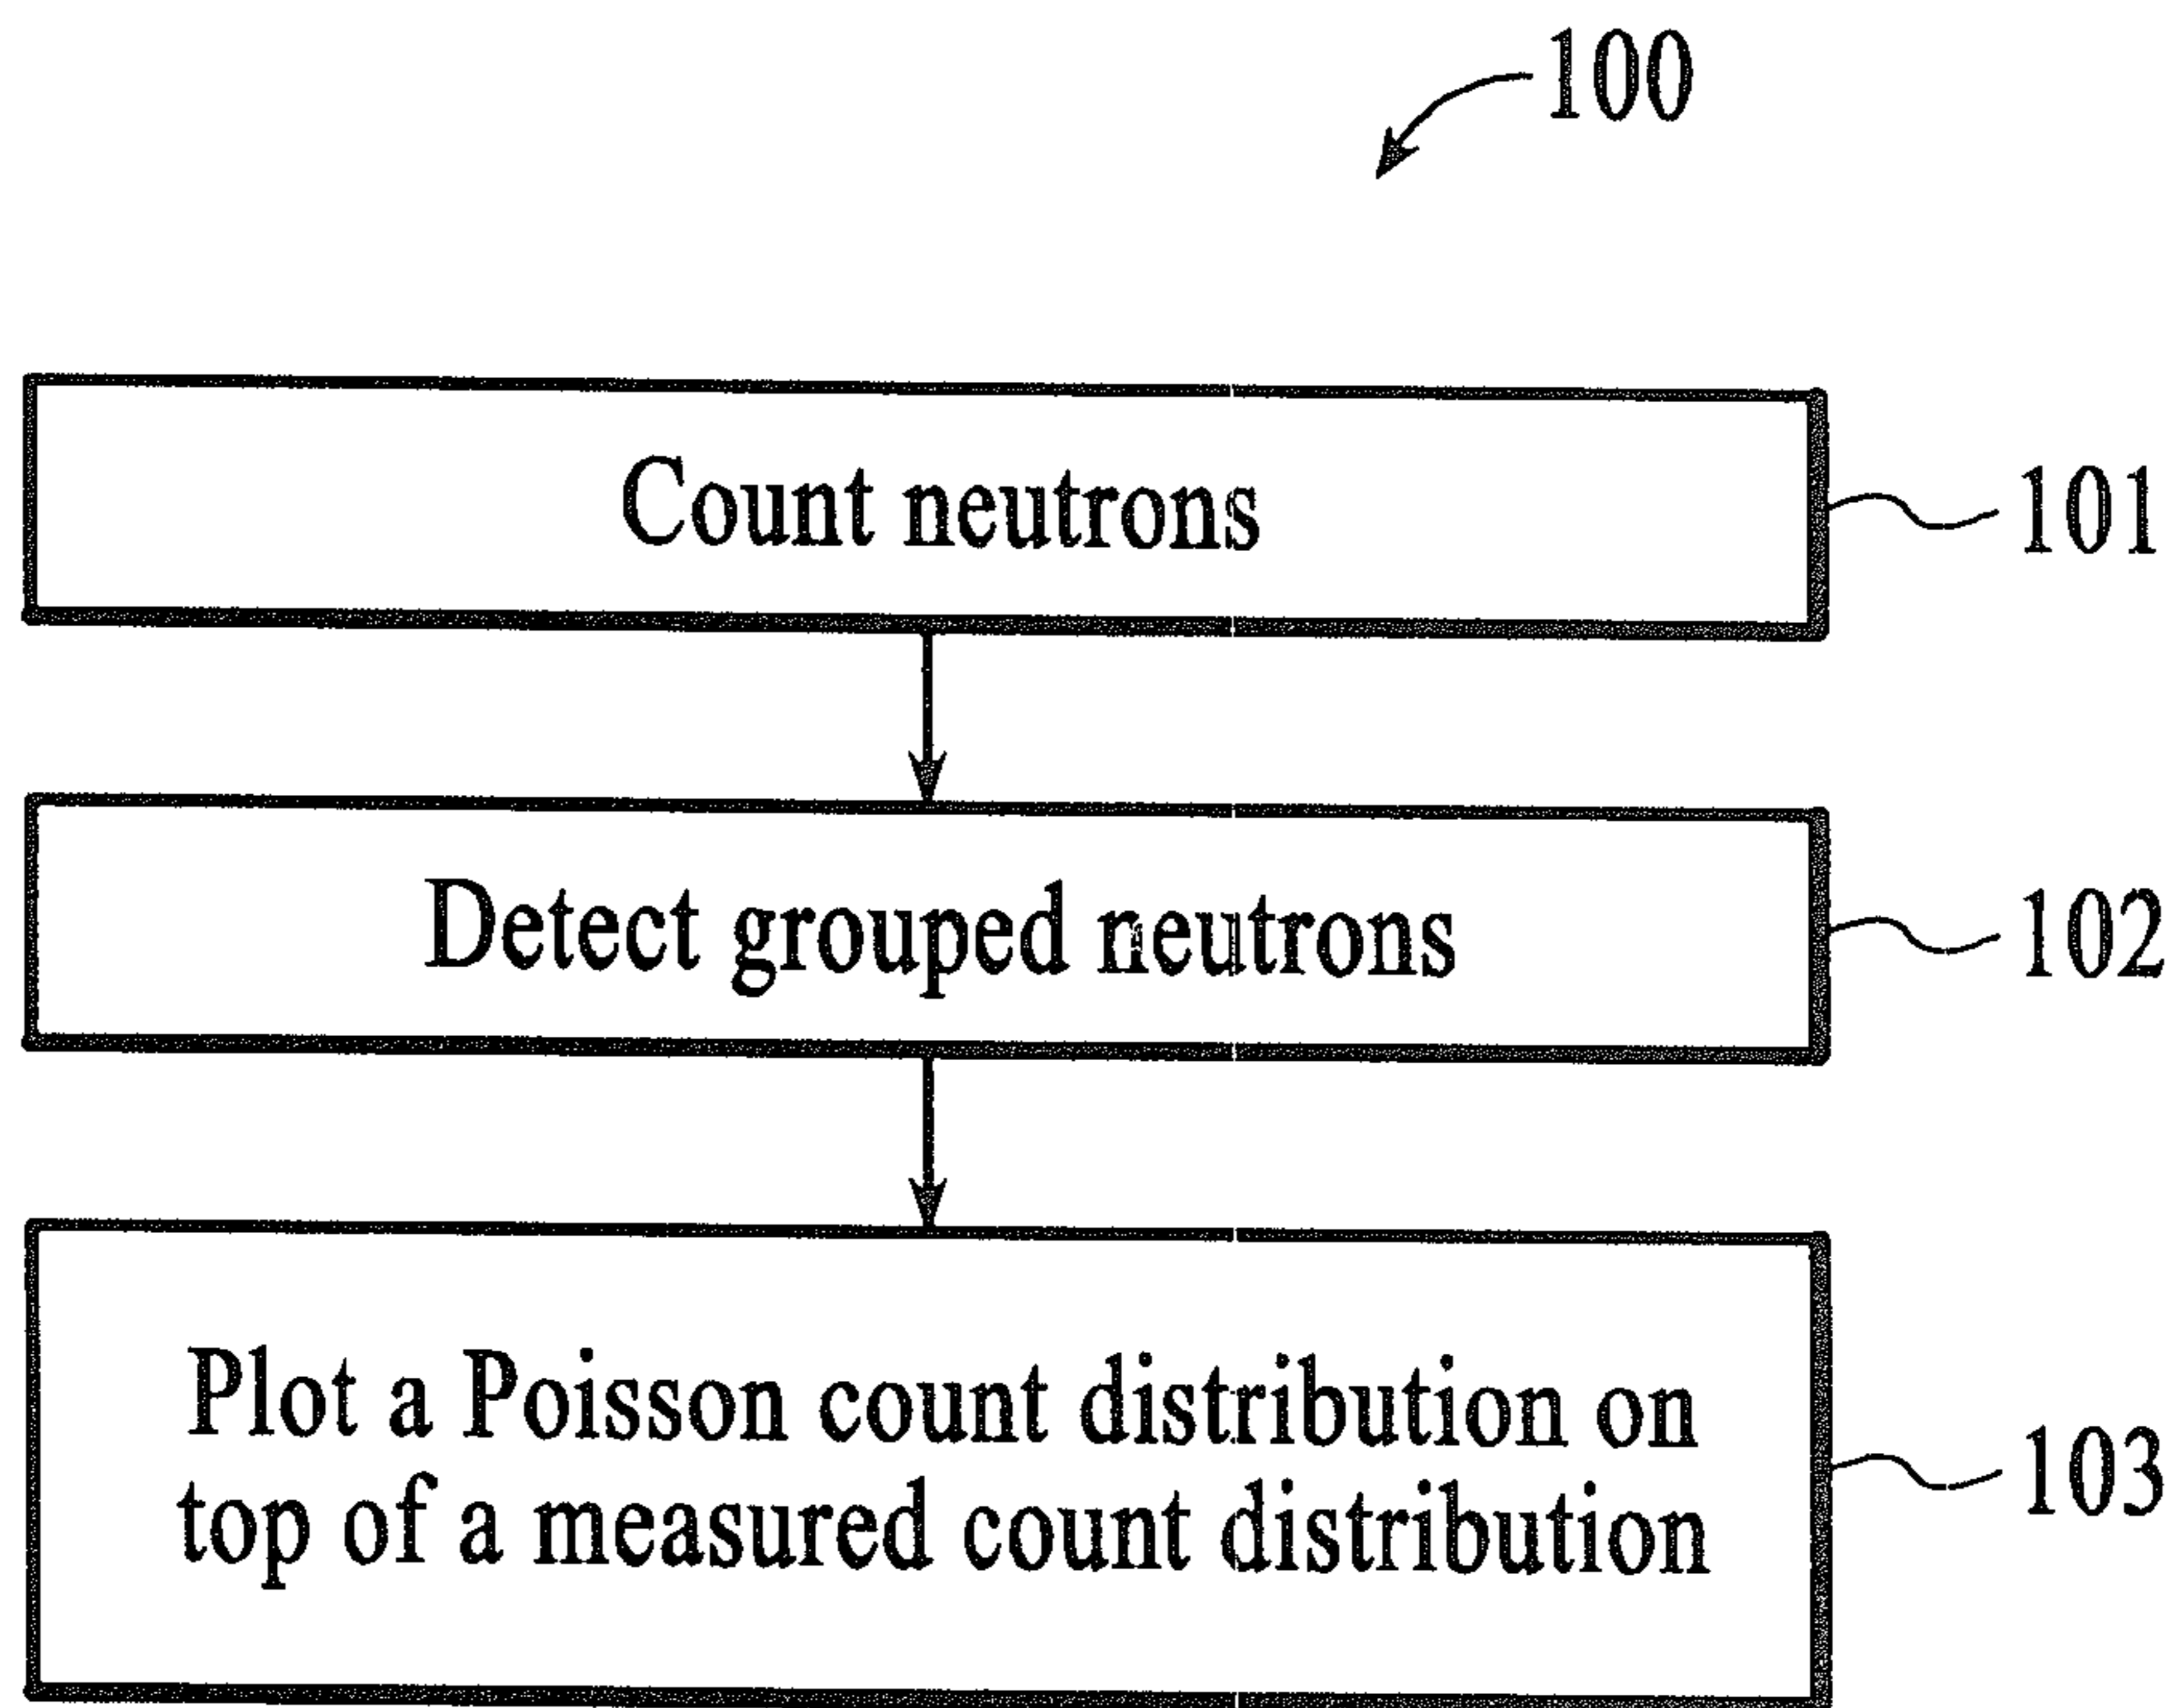 100
Count neutrons
101
Detect grouped neutrons
102
Plot a Poisson count distribution on
top of a measured count distribution
103